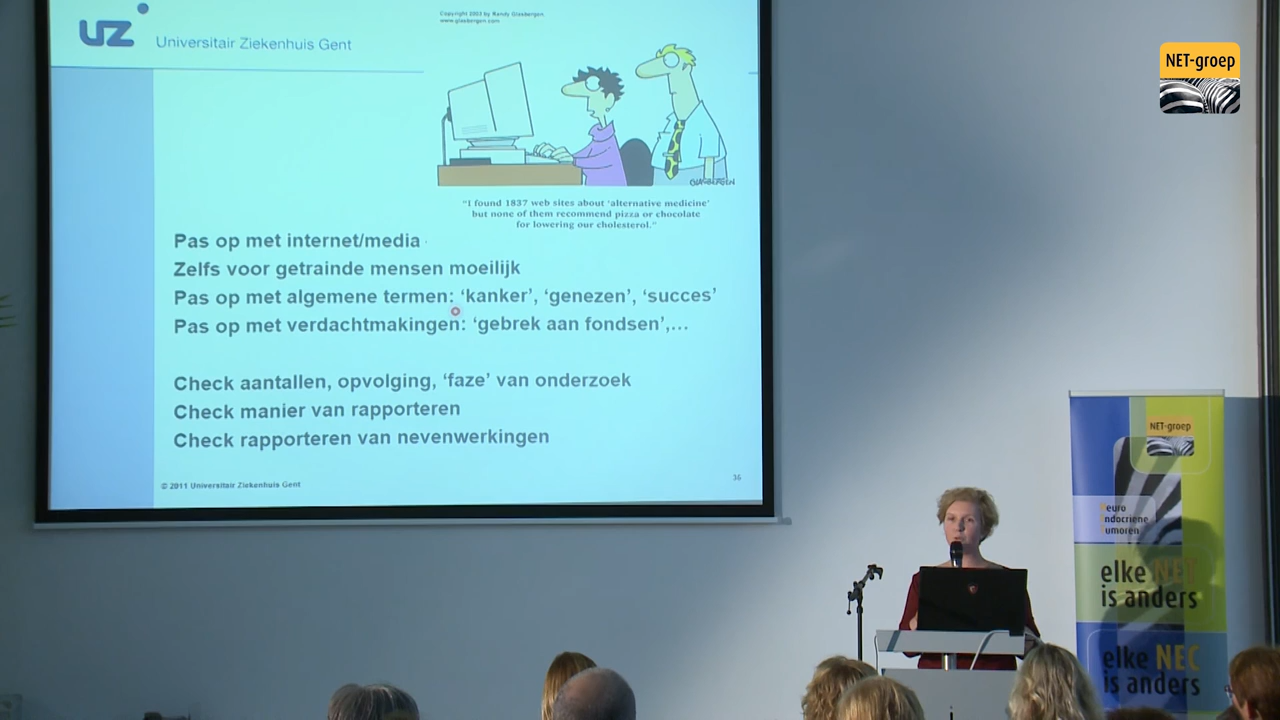 Copyright 2003 by Randy Glasbergen
www.glasbergen.com
UZ
Universitair Ziekenhuis Gent
NET-groep
GLASBERGEN
"I found 1837 web sites about 'alternative medicine'
but none of them recommend pizza or chocolate
for lowering our cholesterol."
Pas op met internet/media
Zelfs voor getrainde mensen moeilijk
Pas op met algemene termen: 'kanker', 'genezen', 'succes'
Pas op met verdachtmakingen: 'gebrek aan fondsen',...
Check aantallen, opvolging, 'faze' van onderzoek
Check manier van rapporteren
Check rapporteren van nevenwerkingen
© 2011 Universitair Ziekenhuis Gent
36
NET-groep
Neuro
Endocriene
Tumoren
elke NET
is anders
elke NEC
is anders